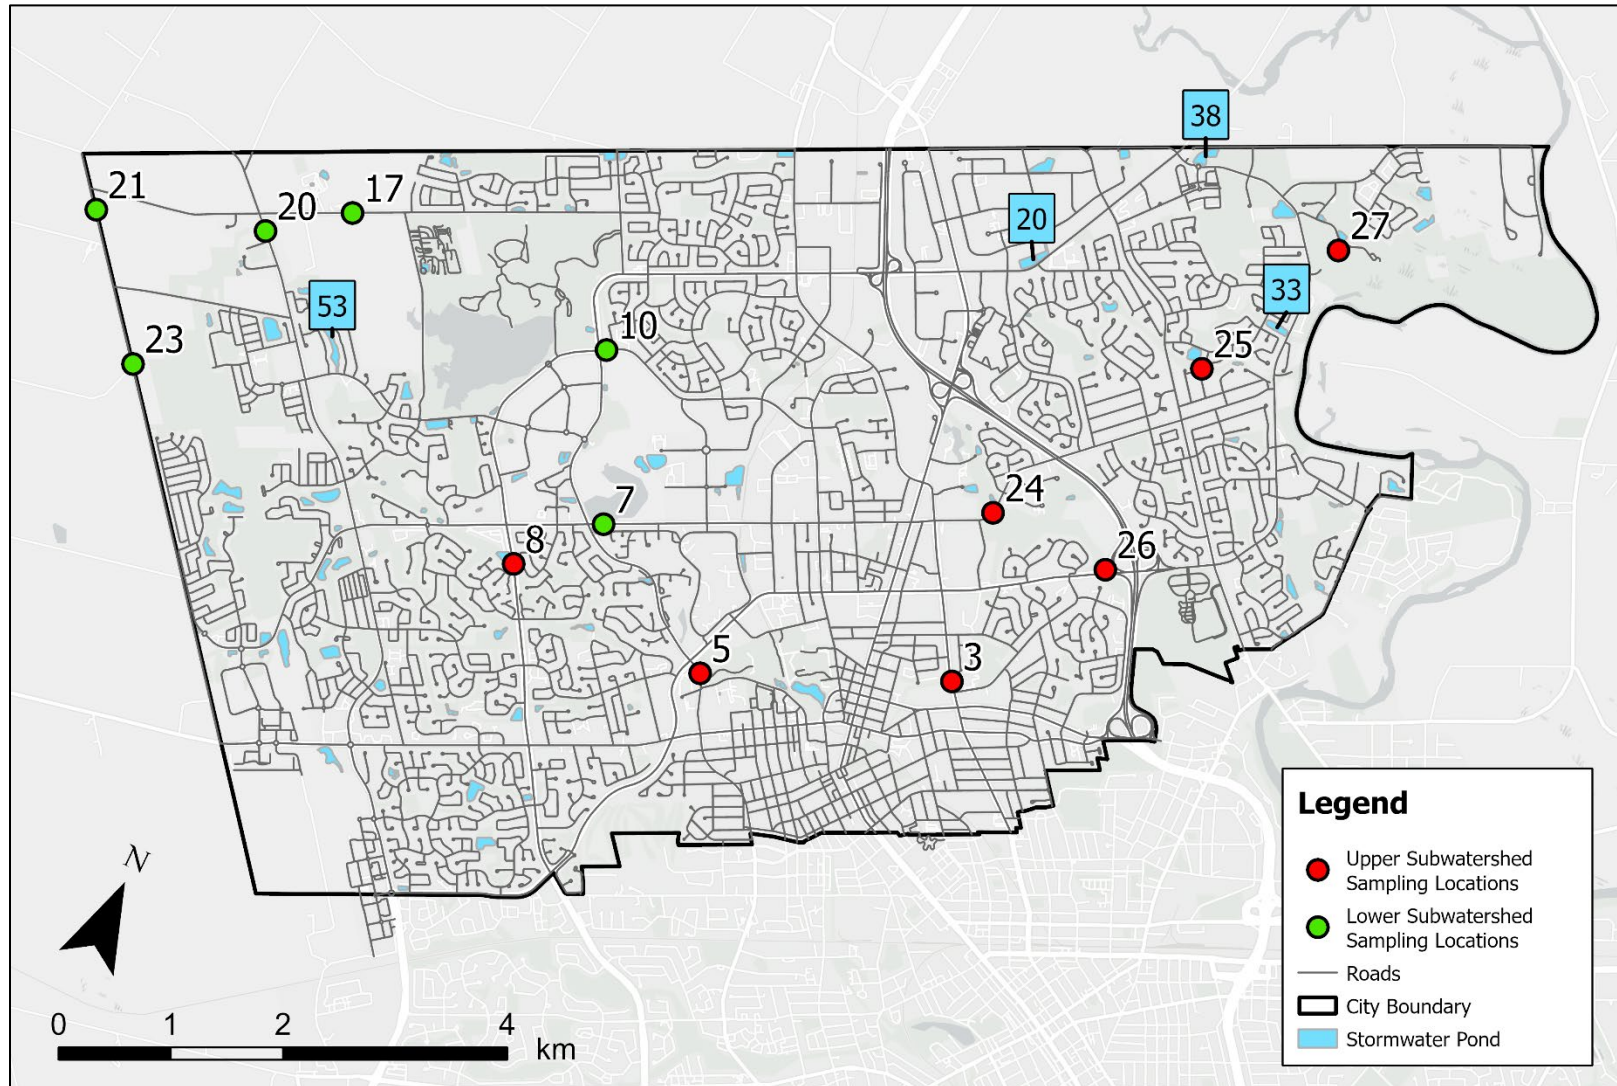 38
21
20
17
20
27
53
33
23
10
25
7
24
8
26
5
3
N
0 1 2 4
km
Legend
Upper Subwatershed
Sampling Locations
Lower Subwatershed
Sampling Locations
Roads
City Boundary
Stormwater Pond